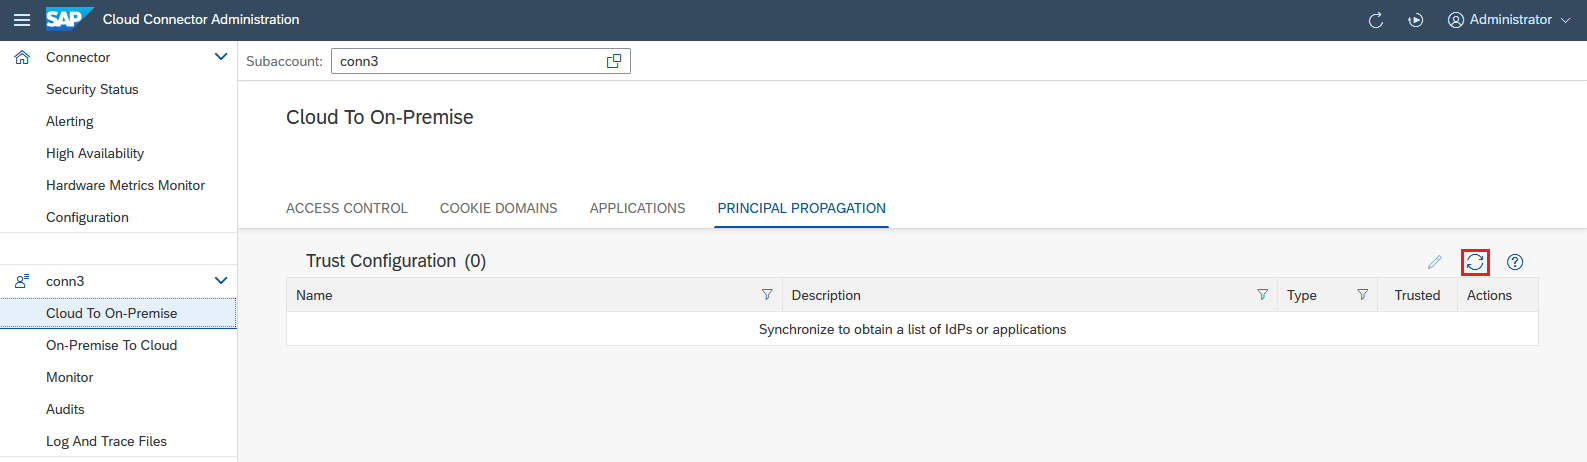 SAP Cloud Connector Administration
Administrator
Connector
Security Status
Alerting
High Availability
Hardware Metrics Monitor
Configuration
conn3
Cloud To On-Premise
On-Premise To Cloud
Monitor
Audits
Log And Trace Files
Subaccount: conn3
Cloud To On-Premise
ACCESS CONTROL COOKIE DOMAINS APPLICATIONS PRINCIPAL PROPAGATION
Trust Configuration (0)
Name Description Type Trusted Actions
Synchronize to obtain a list of IdPs or applications